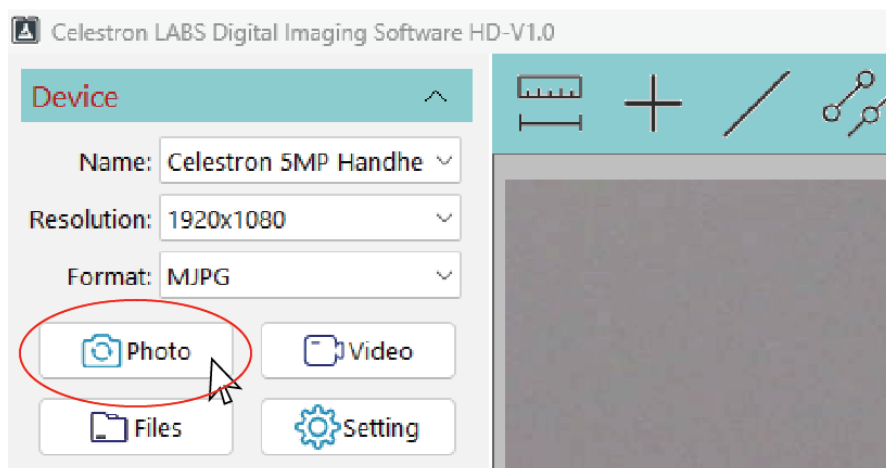 Celestron LABS Digital Imaging Software HD-V1.0
Device
Name: Celestron 5MP Handhe
Resolution: 1920x1080
Format: MJPG
Photo Video
Files Setting